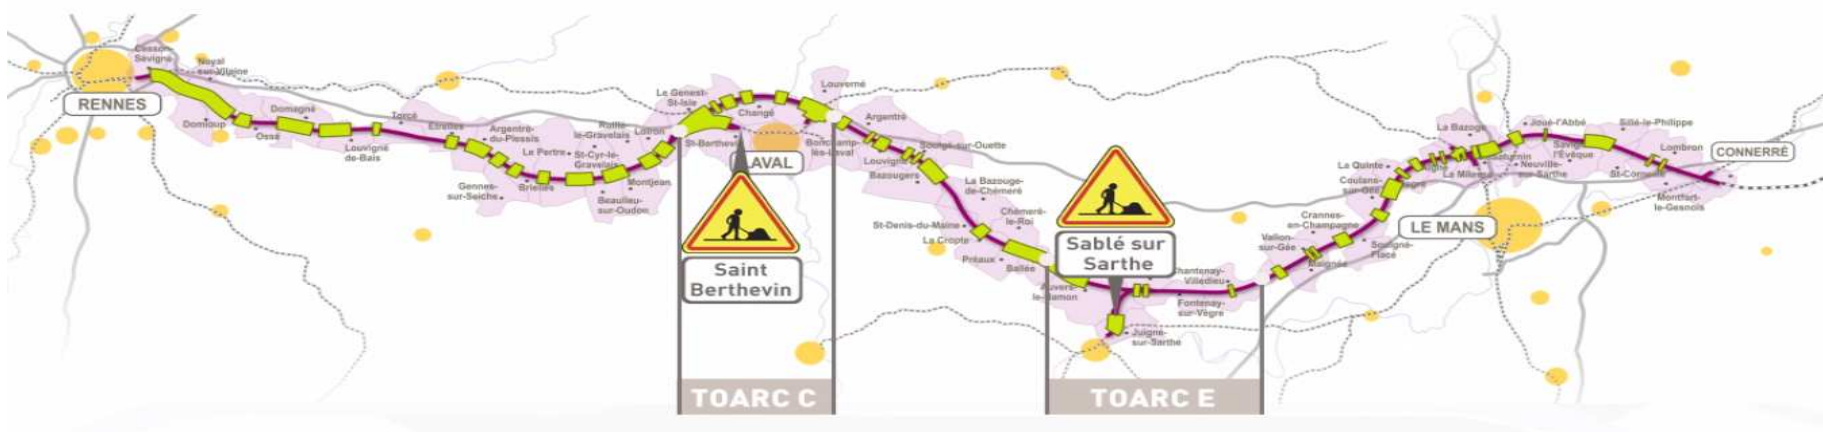 Cesson-
Sévigné
Noyal
sur-Vilaine
RENNES
Domloup
Domagné
Ossé
Torcé
Louvigné
de-Bais
Etrelles
Argentré-
du-Plessis
Le Pertre
Gennes
sur-Seiche
Brielles
Ruillé
le-Gravelais
St-Cyr-le-
Gravelais
Loiron
Montjean
Beaulieu-
sur-Oudon
Le Genest-
St-Isle
Changé
Louverné
St-Berthevin
LAVAL
Bonchamp-
lès-Laval
Argentré
Louvigné
Soulgé-sur-Ouette
Bazougers
La Bazouge-
de-Chémeré
St-Denis-du-Maine
Chémeré-
le-Roi
La Cropte
Préaux
Ballée
Saint
Berthevin
Sablé sur
Sarthe
Auvers-
le-Hamon
Juigné-
sur-Sarthe
Chantenay-
Villedieu
Fontenay-
sur-Vègre
Vallon-
sur-Gée
Maigné
Crannes-
en-Champagne
Souligné-
Flacé
Coulans-
sur-Gée
La Quinte
LE MANS
La Bazoge
La Milesse
Joué-l'Abbé
Neuville-
sur-Sarthe
Savigné
l'Evêque
Sillé-le-Philippe
St-Corneille
Lombron
Montfort-
le-Gesnois
CONNERRÉ
TOARC C
TOARC E